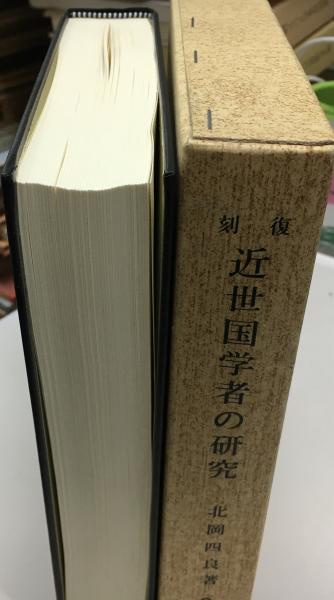 復刻
近世国学者の研究
北岡四良著